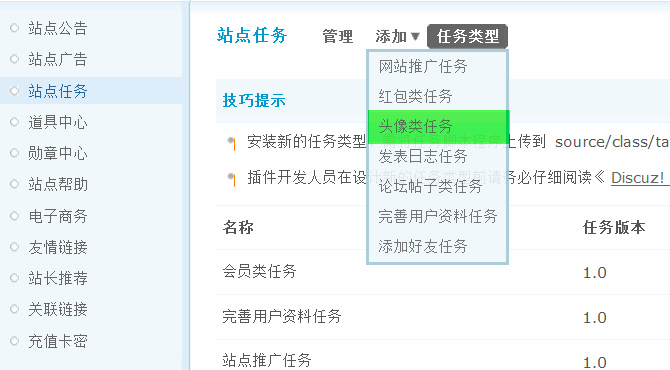 站点公告
站点广告
站点任务
道具中心
勋章中心
站点帮助
电子商务
友情链接
站长推荐
关联链接
充值卡密
站点任务 管理 添加 任务类型
网站推广任务
红包类任务
头像类任务
发表日志任务
论坛帖子类任务
完善用户资料任务
添加好友任务
技巧提示
安装新的任务类型 上传到 source/class/ta
插件开发人员在设 前请务必仔细阅读《 Discuz!
名称 任务版本
会员类任务 1.0
完善用户资料任务 1.0
站点推广任务 1.0